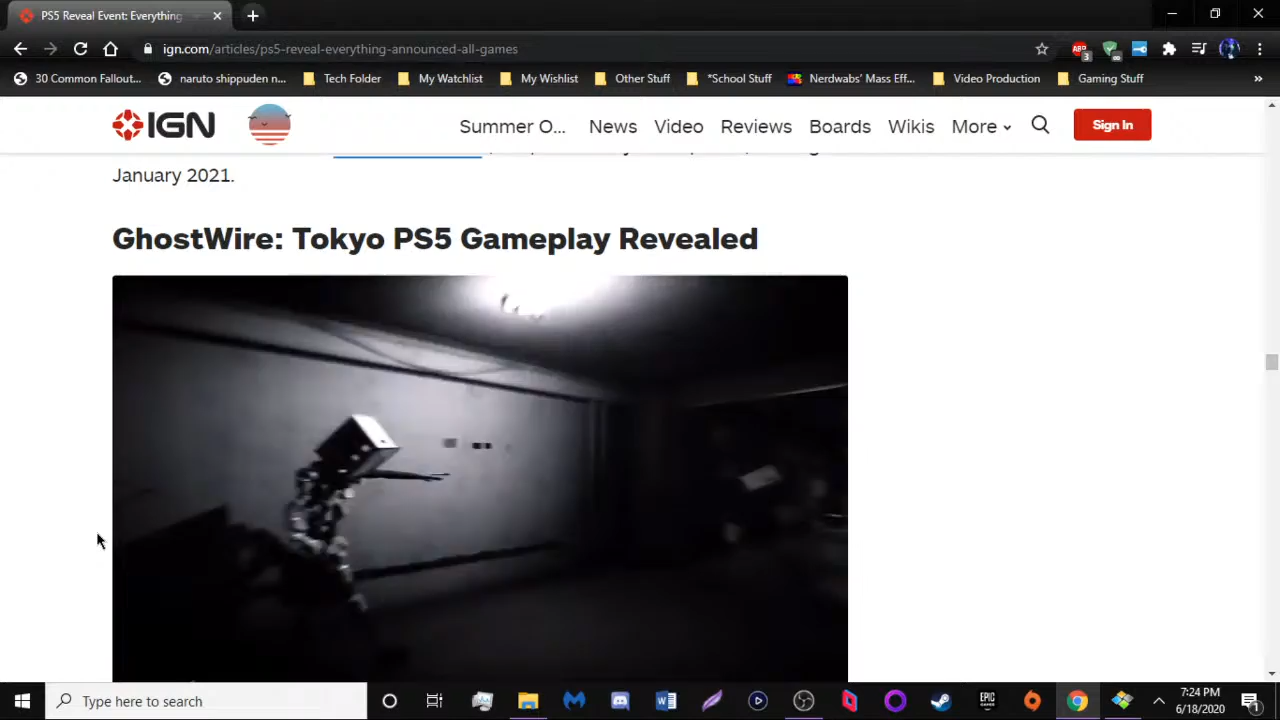 PS5 Reveal Event: Everything
ign.com/articles/ps5-reveal-everything-announced-all-games
3
30 Common Fallout...
naruto shippuden n...
Tech Folder
My Watchlist
My Wishlist
Other Stuff
*School Stuff
Nerdwabs' Mass Ef...
Video Production
Gaming Stuff
»
IGN
Summer O...
News
Video
Reviews
Boards
Wikis
More
Sign In
January 2021.
GhostWire: Tokyo PS5 Gameplay Revealed
Type here to search
7:24 PM
6/18/2020
1